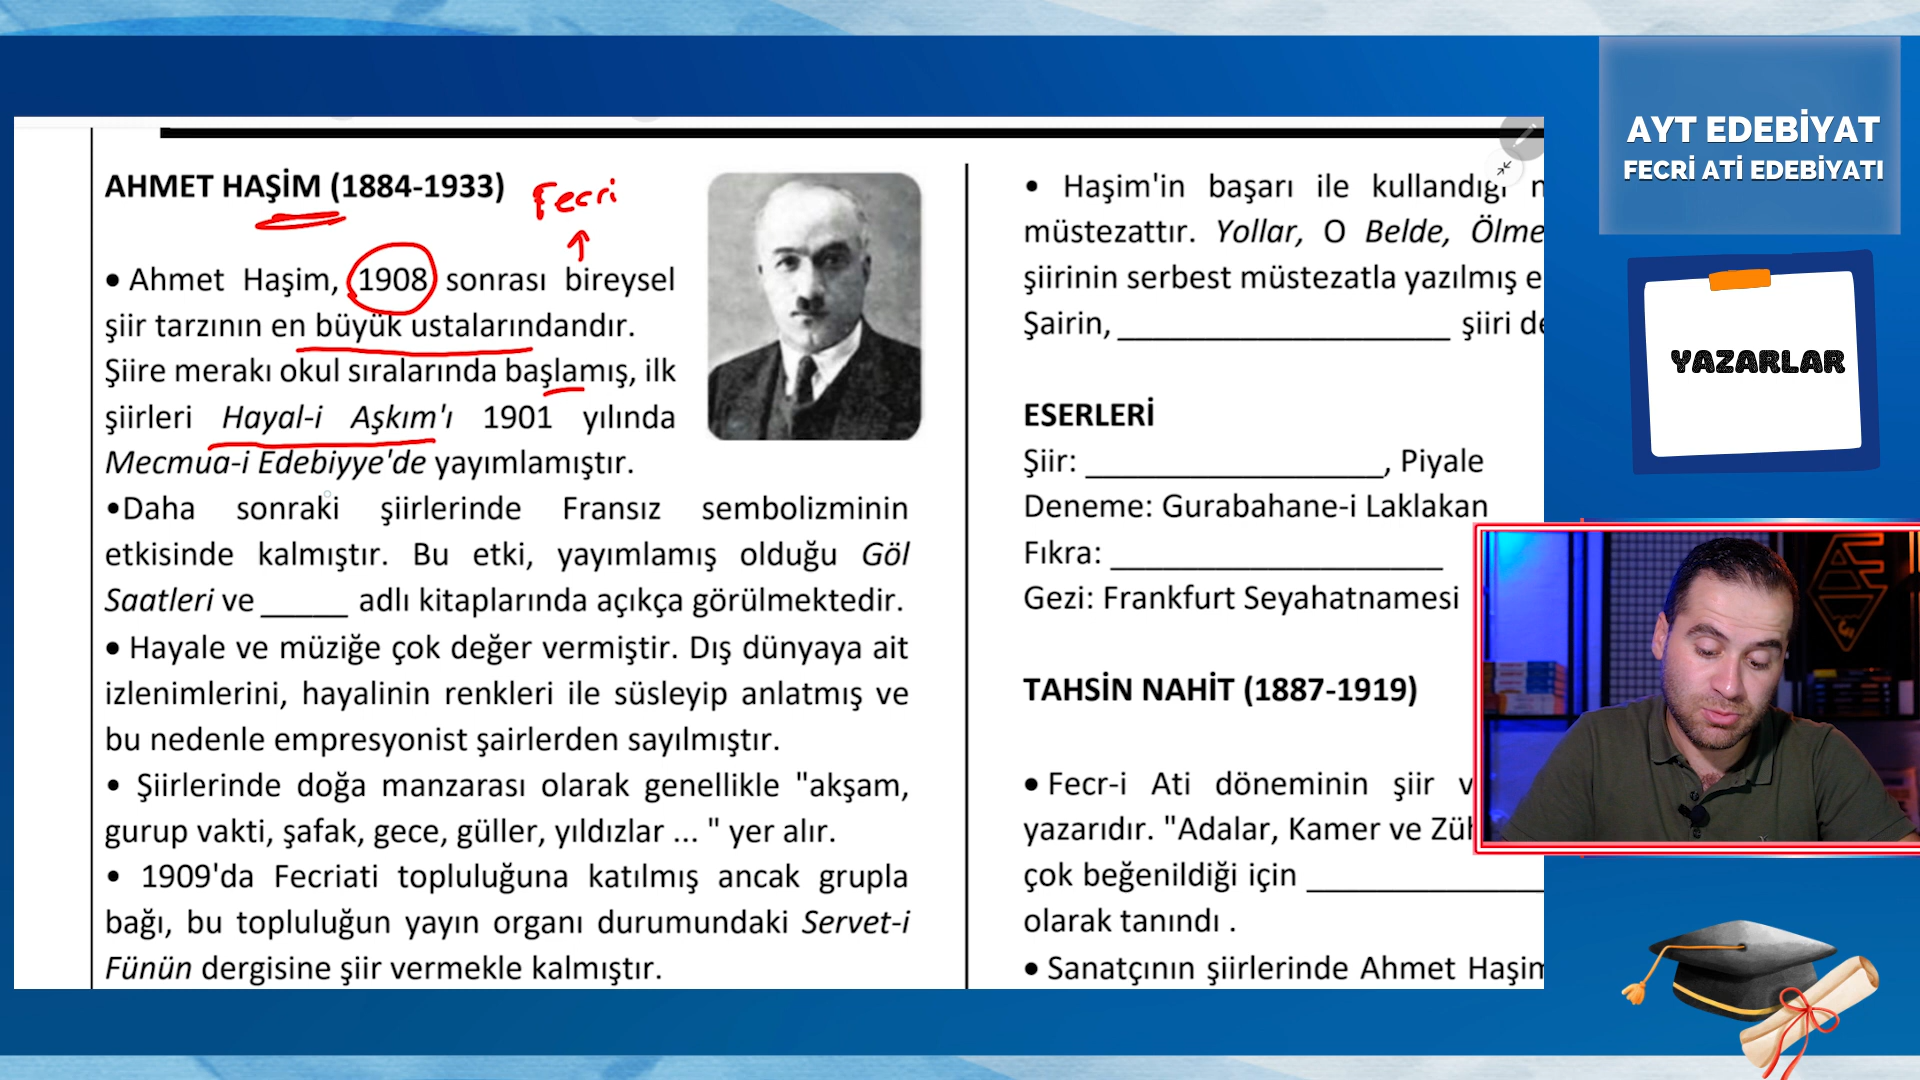 AHMET HAŞİM (1884-1933)
Fecri
• Ahmet Haşim, 1908 sonrası bireysel
şiir tarzının en büyük ustalarındandır.
Şiire merakı okul sıralarında başlamış, ilk
şiirleri Hayal-i Aşkım'ı 1901 yılında
Mecmua-i Edebiyye'de yayımlamıştır.
•Daha sonraki şiirlerinde Fransız sembolizminin
etkisinde kalmıştır. Bu etki, yayımlamış olduğu Göl
Saatleri ve _____ adlı kitaplarında açıkça görülmektedir.
• Hayale ve müziğe çok değer vermiştir. Dış dünyaya ait
izlenimlerini, hayalinin renkleri ile süsleyip anlatmış ve
bu nedenle empresyonist şairlerden sayılmıştır.
• Şiirlerinde doğa manzarası olarak genellikle "akşam,
gurup vakti, şafak, gece, güller, yıldızlar ... " yer alır.
• 1909'da Fecriati topluluğuna katılmış ancak grupla
bağı, bu topluluğun yayın organı durumundaki Servet-i
Fünün dergisine şiir vermekle kalmıştır.
• Haşim'in başarı ile kullandığı
müstezattır. Yollar, O Belde, Ölme
şiirinin serbest müstezatla yazılmış e
Şairin, ____________________ şiiri de
ESERLERİ
Şiir: __________________, Piyale
Deneme: Gurabahane-i Laklakan
Fıkra: ____________________
Gezi: Frankfurt Seyahatnamesi
TAHSİN NAHİT (1887-1919)
• Fecr-i Ati döneminin şiir v
yazarıdır. "Adalar, Kamer ve Züh
çok beğenildiği için ______________
olarak tanındı .
• Sanatçının şiirlerinde Ahmet Haşim
AYT EDEBİYAT
FECRİ ATİ EDEBİYATI
YAZARLAR